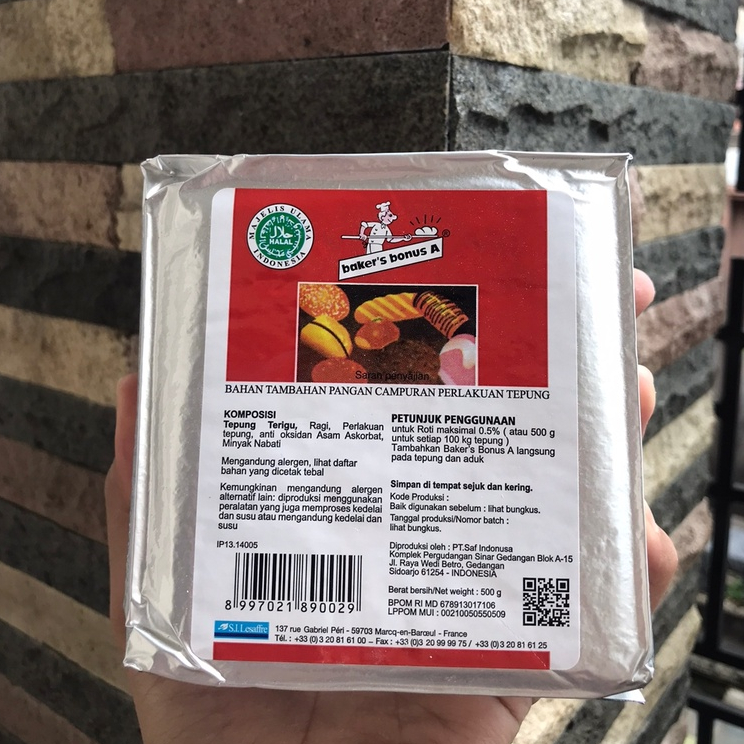 MAJELIS ULAMA
حلال
HALAL
INDONESIA
baker's bonus A ®
Sarah penyajian
BAHAN TAMBAHAN PANGAN CAMPURAN PERLAKUAN TEPUNG
KOMPOSISI
Tepung Terigu, Ragi, Perlakuan
tepung, anti oksidan Asam Askorbat,
Minyak Nabati
Mengandung alergen, lihat daftar
bahan yang dicetak tebal
Kemungkinan mengandung alergen
alternatif lain: diproduksi menggunakan
peralatan yang juga memproses kedelai
dan susu atau mengandung kedelai dan
susu
IP13.14005
8 997021 890029
PETUNJUK PENGGUNAAN
untuk Roti maksimal 0.5% ( atau 500 g
untuk setiap 100 kg tepung )
Tambahkan Baker's Bonus A langsung
pada tepung dan aduk
Simpan di tempat sejuk dan kering.
Kode Produksi :
Baik digunakan sebelum : lihat bungkus.
Tanggal produksi/Nomor batch :
lihat bungkus.
Diproduksi oleh : PT.Saf Indonusa
Komplek Pergudangan Sinar Gedangan Blok A-15
Jl. Raya Wedi Betro, Gedangan
Sidoarjo 61254 - INDONESIA
Berat bersih/Net weight : 500 g
BPOM RI MD 678913017106
LPPOM MUI : 00210050550509
S.I.Lesaffre
137 rue Gabriel Péri - 59703 Marcq-en-Barœul - France
Tél. : +33 (0)3 20 81 61 00 – Fax : +33 (0)3 20 99 99 75 / +33 (0)3 20 81 61 25